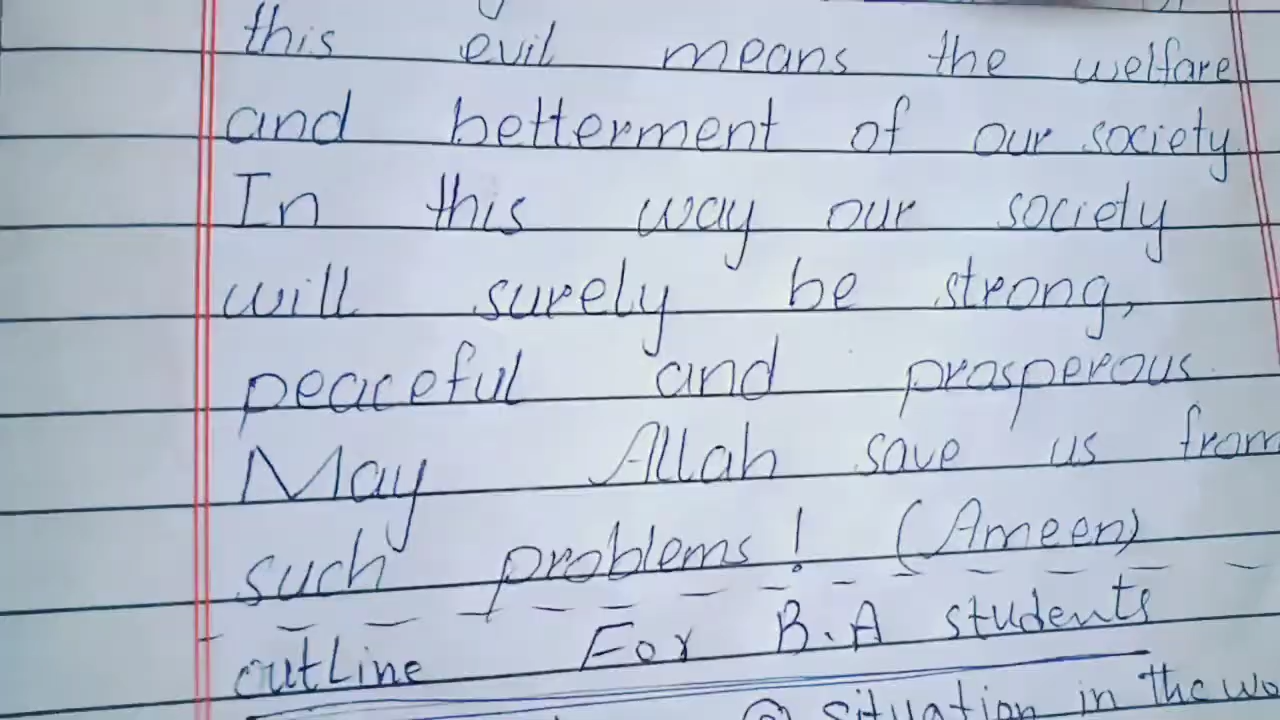 this evil means the welfare
and betterment of our society
In this way our society
will surely be strong,
peaceful and prosperous.
May Allah save us from
such problems! (Ameen)
outline For B.A students
situation in the